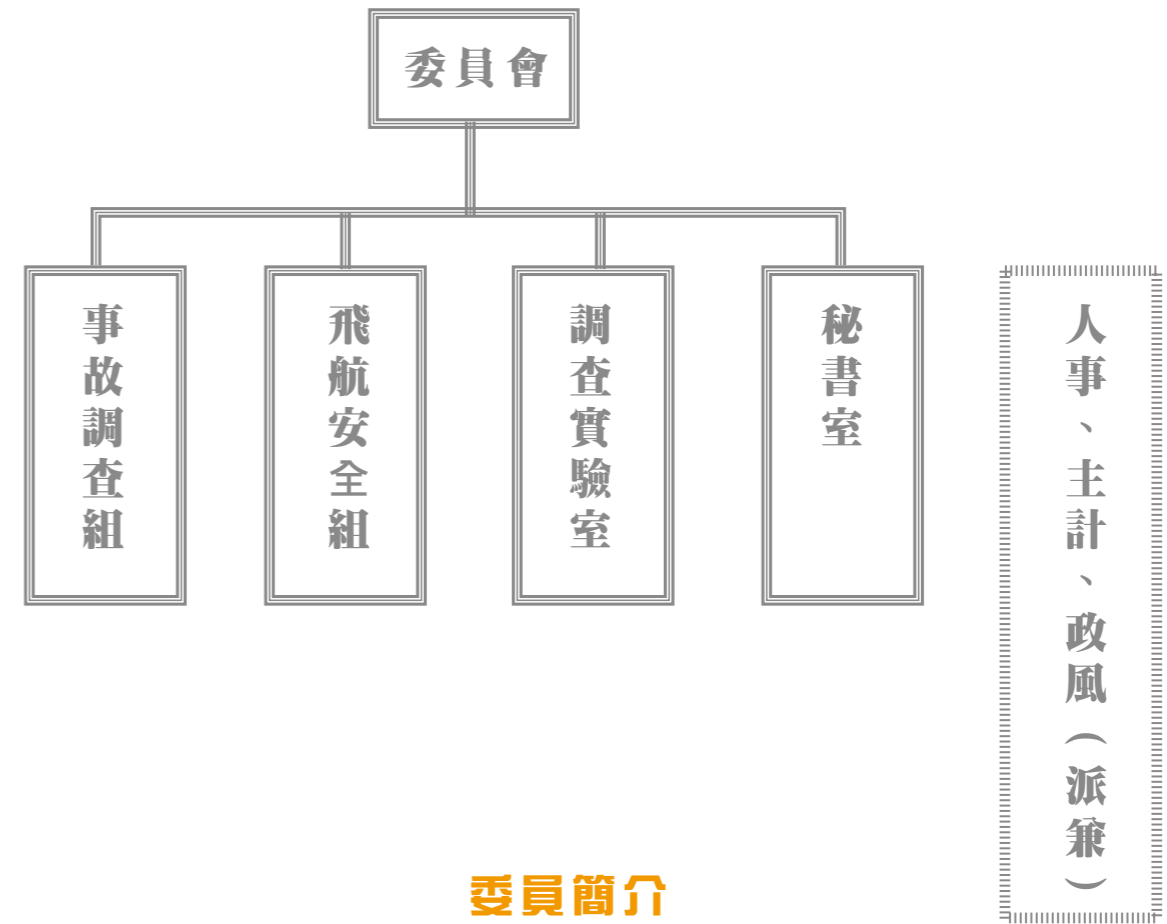 委員會
事故調查組
飛航安全組
調查實驗室
秘書室
人事、主計、政風（派兼）
委員簡介